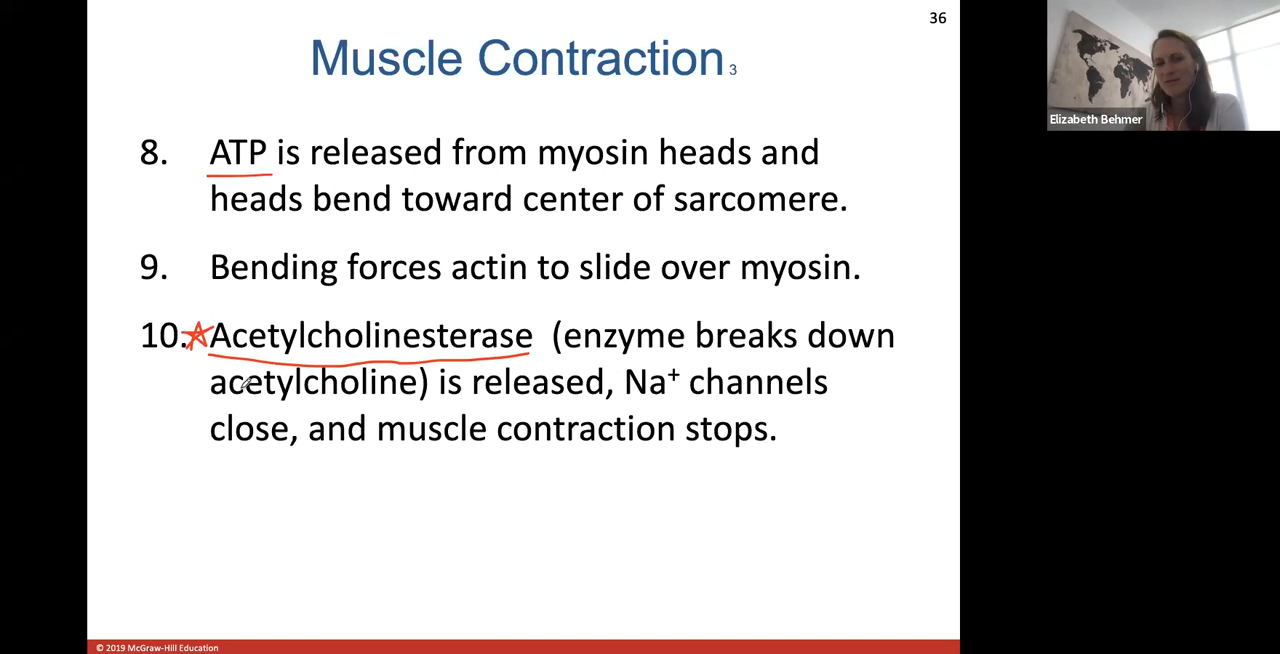 36
Muscle Contraction 3
8. ATP is released from myosin heads and
heads bend toward center of sarcomere.
9. Bending forces actin to slide over myosin.
10. Acetylcholinesterase (enzyme breaks down
acetylcholine) is released, Na+ channels
close, and muscle contraction stops.
© 2019 McGraw-Hill Education
Elizabeth Behmer